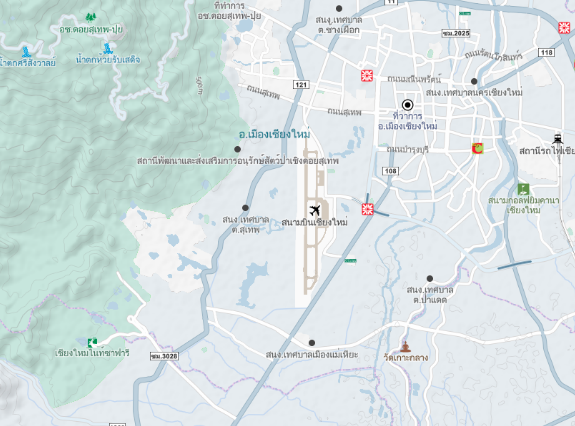 ที่ทำการ
อช.ดอยสุเทพ-ปุย
11
สนง.เทศบาล
ต.ช้างเผือก
อช.ดอยสุเทพ-ปุย
ชม.2025
118
น้ำตกศรีสังวาลย์
น้ำตกห้วยรับเสด็จ
ถนนรัตนโกสินทร์
ถนนมณีนพรัตน์
121
ถนนสุเทพ
ถนนสุเทพ
สนง.เทศบาลนครเชียงใหม่
ที่ว่าการ
อ.เมืองเชียงใหม่
อ.เมืองเชียงใหม่
ถนนบำรุงบุรี
สถานีรถไฟเชีย
สถานีพัฒนาและส่งเสริมการอนุรักษ์สัตว์ป่าเชิงดอยสุเทพ
108
สนามกอล์ฟยิมคานา
เชียงใหม่
สนง.เทศบาล
ต.สุเทพ
สนามบินเชียงใหม่
สนง.เทศบาล
ต.ป่าแดด
เชียงใหม่ไนท์ซาฟารี
ชม.3028
สนง.เทศบาลเมืองแม่เหียะ
วัดเกาะกลาง